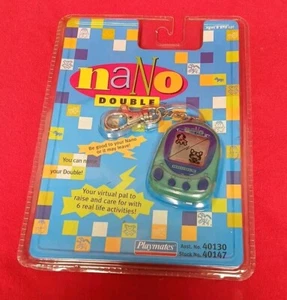 naNo
DOUBLE
Be good to your Nano
or it may leave!
You can n
your Double!
Your virtual pal to
raise and care for with
6 real life activities!
Playmates
Asst. No. 40130
Stock No. 40147